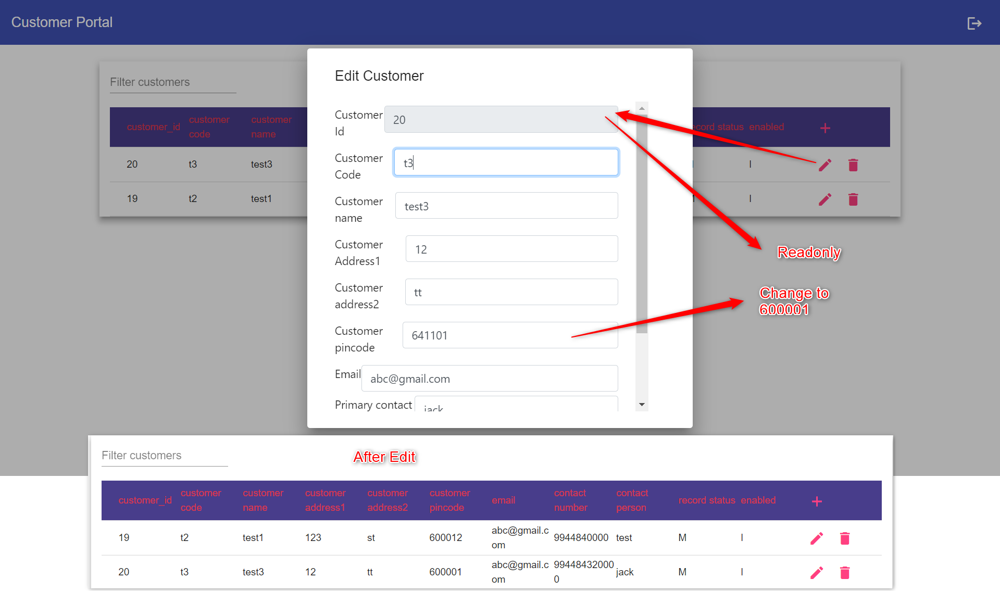 Customer Portal
Filter customers
customer_id customer code customer name
record status enabled +
20 t3 test3 I
19 t2 test1 I
Edit Customer
Customer Id 20
Customer Code t3
Customer name test3
Customer Address1 12
Customer address2 tt
Customer pincode 641101
Email abc@gmail.com
Primary contact jack
Readonly
Change to
600001
Filter customers
After Edit
customer_id customer code customer name customer address1 customer address2 customer pincode email contact number contact person record status enabled +
19 t2 test1 123 st 600012 abc@gmail.com 9944840000 test M I
20 t3 test3 12 tt 600001 abc@gmail.com 994484320000 jack M I